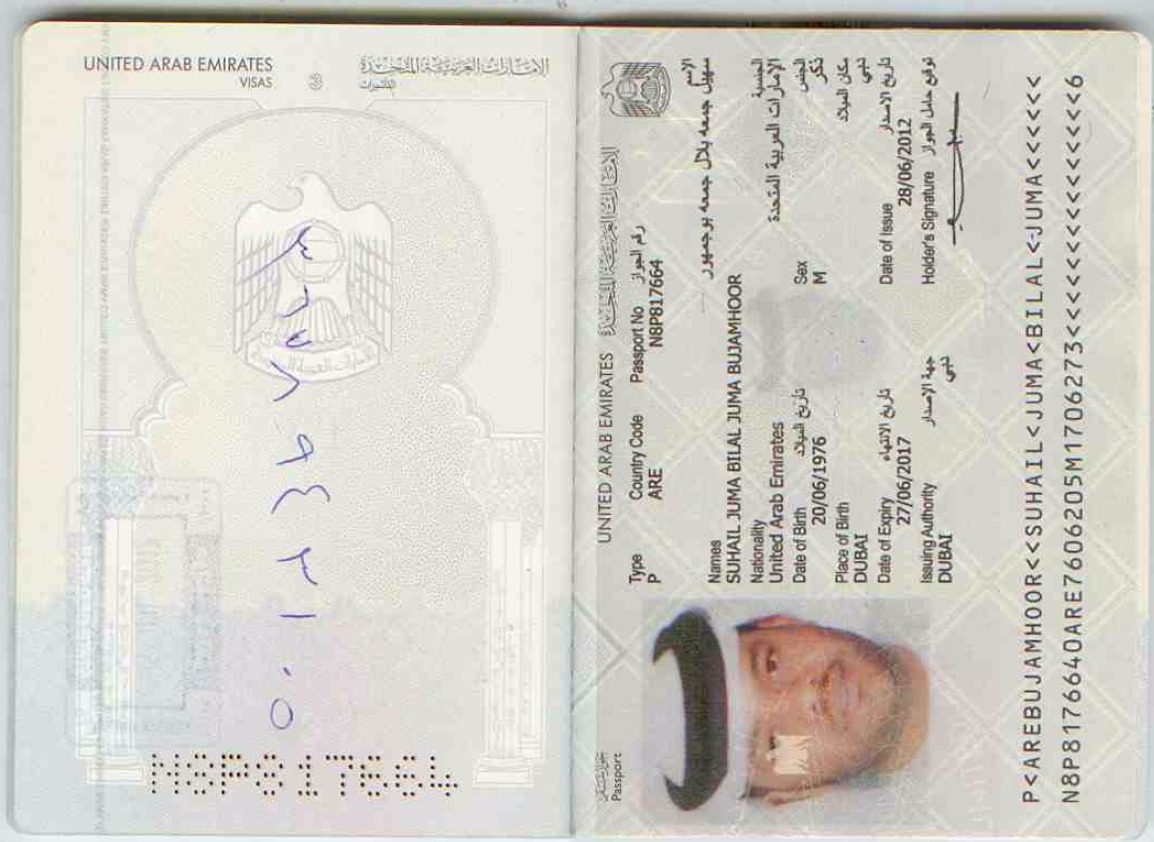 UNITED ARAB EMIRATES
الإمارات العربية المتحدة
VISAS
تأشيرات
3
N8P817664
UNITED ARAB EMIRATES
الإمارات العربية المتحدة
جواز سفر
Passport
Type
P
Country Code
ARE
Passport No رقم الجواز
N8P817664
الاسم
سهيل جمعه بلال جمعه بوجمهور
Names
SUHAIL JUMA BILAL JUMA BUJAMHOOR
Nationality الجنسية
United Arab Emirates الإمارات العربية المتحدة
Date of Birth تاريخ الميلاد
20/06/1976
Sex الجنس
M ذكر
Place of Birth مكان الميلاد
DUBAI دبي
Date of Expiry تاريخ الانتهاء
27/06/2017
Date of Issue تاريخ الاصدار
28/06/2012
Issuing Authority جهة الاصدار
DUBAI دبي
Holder's Signature توقيع حامل الجواز
P<AREBUJAMHOOR<<SUHAIL<JUMA<BILAL<JUMA<<<<<<
N8P8176640ARE7606205M1706273<<<<<<<<<<<<<<<6